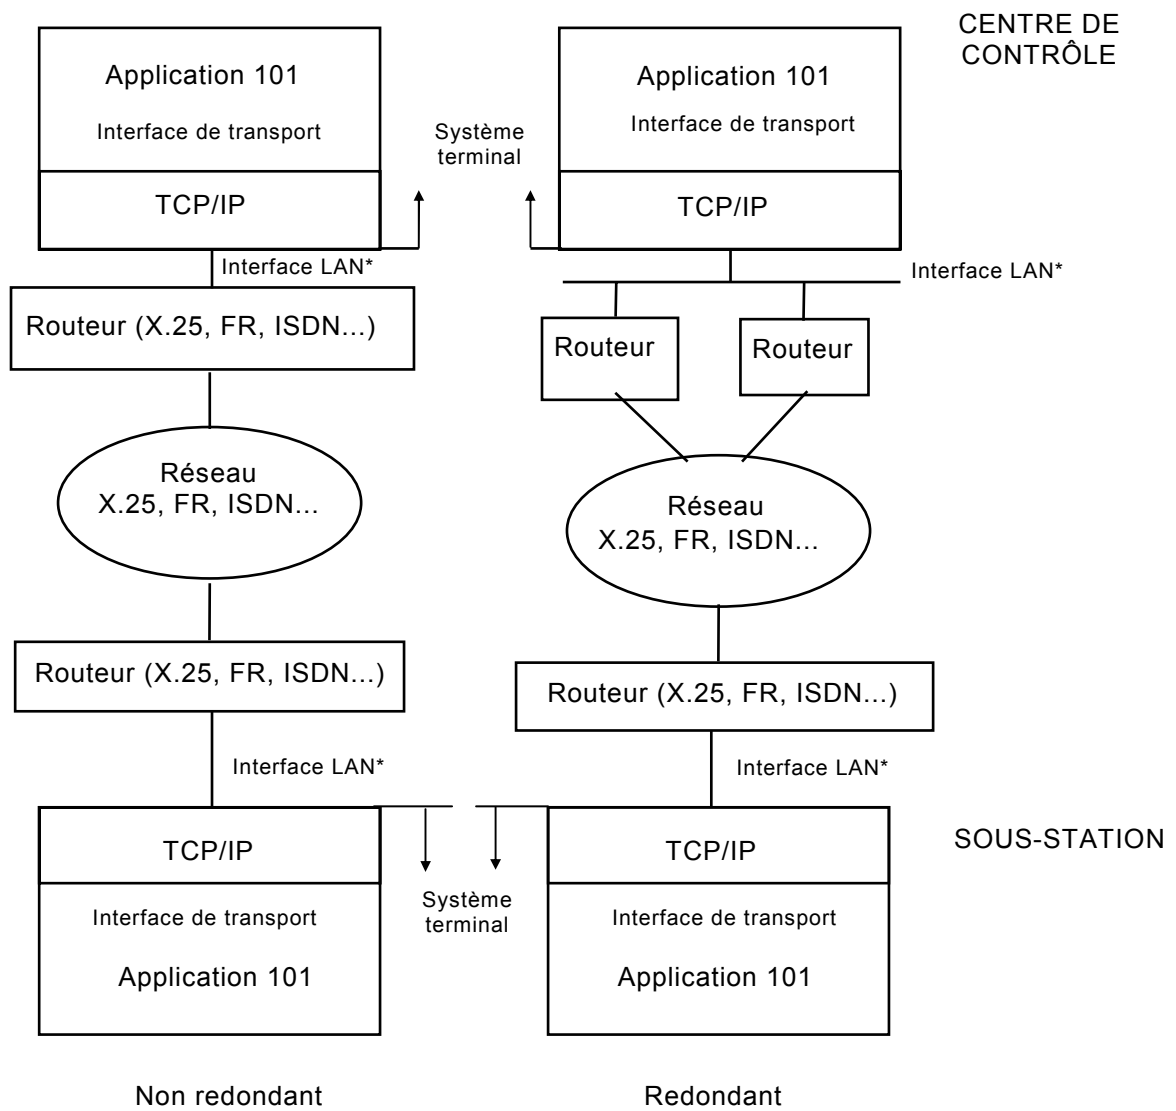 CENTRE DE
CONTRÔLE
Application 101
Interface de transport
TCP/IP
Système
terminal
Application 101
Interface de transport
TCP/IP
Interface LAN*
Interface LAN*
Routeur (X.25, FR, ISDN...)
Routeur
Routeur
Réseau
X.25, FR, ISDN...
Réseau
X.25, FR, ISDN...
Routeur (X.25, FR, ISDN...)
Routeur (X.25, FR, ISDN...)
Interface LAN*
Interface LAN*
TCP/IP
Interface de transport
Application 101
Système
terminal
TCP/IP
Interface de transport
Application 101
SOUS-STATION
Non redondant
Redondant